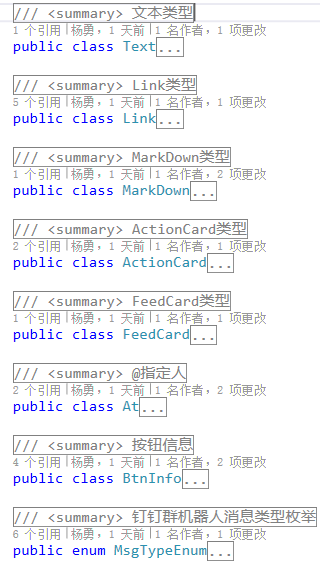 /// <summary> 文本类型
1 个引用|杨勇，1 天前|1 名作者，1 项更改
public class Text...
/// <summary> Link类型
5 个引用|杨勇，1 天前|1 名作者，1 项更改
public class Link...
/// <summary> MarkDown类型
1 个引用|杨勇，1 天前|1 名作者，2 项更改
public class MarkDown...
/// <summary> ActionCard类型
2 个引用|杨勇，1 天前|1 名作者，1 项更改
public class ActionCard...
/// <summary> FeedCard类型
1 个引用|杨勇，1 天前|1 名作者，1 项更改
public class FeedCard...
/// <summary> @指定人
2 个引用|杨勇，1 天前|1 名作者，2 项更改
public class At...
/// <summary> 按钮信息
4 个引用|杨勇，1 天前|1 名作者，2 项更改
public class BtnInfo...
/// <summary> 钉钉群机器人消息类型枚举
6 个引用|杨勇，1 天前|1 名作者，1 项更改
public enum MsgTypeEnum...